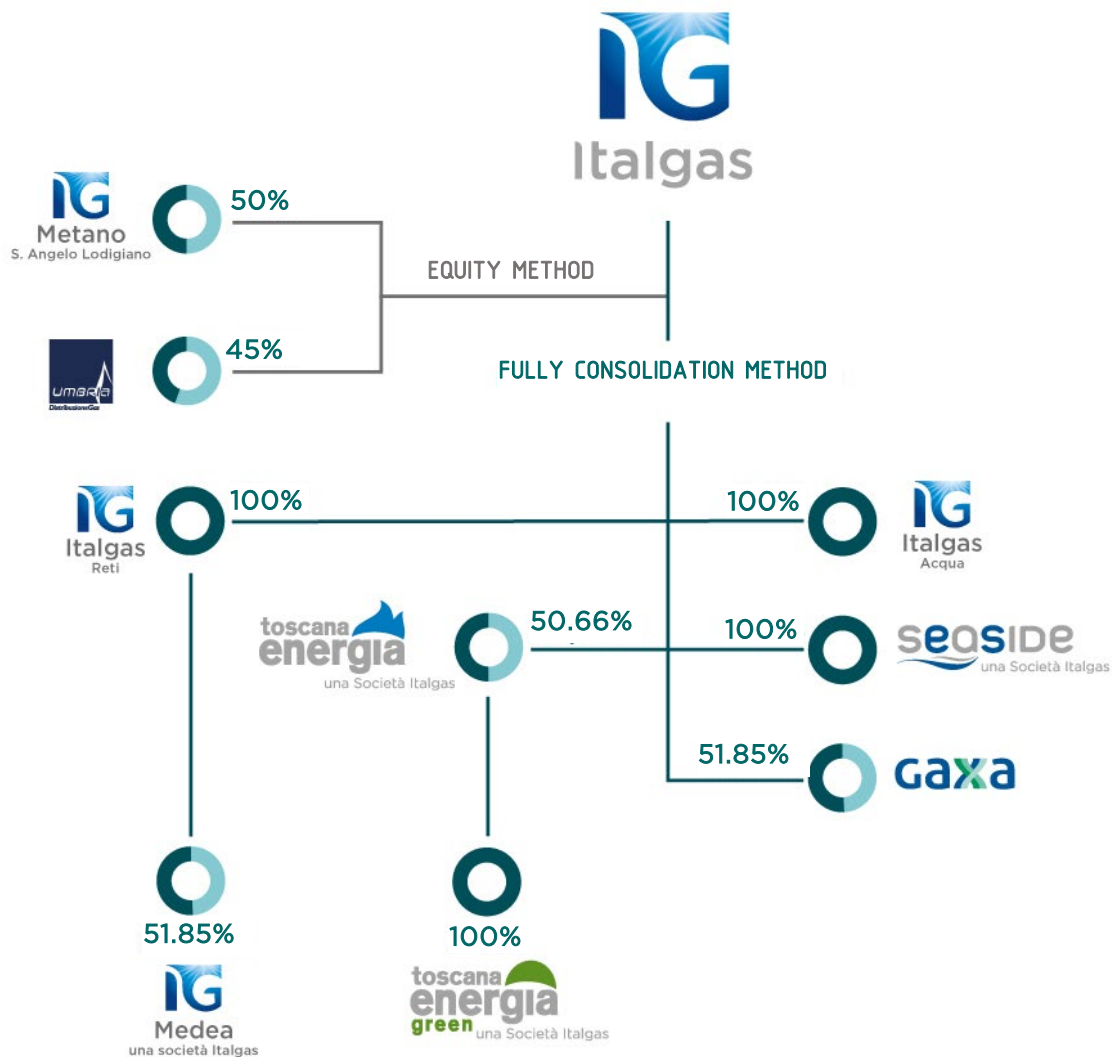 IG
Italgas
IG
Metano
S. Angelo Lodigiano
50%
EQUITY METHOD
UMBRIA
Distribuzione Gas
45%
FULLY CONSOLIDATION METHOD
IG
Italgas
Reti
100%
100%
IG
Italgas
Acqua
toscana
energia
una Società Italgas
50.66%
100%
seaside
una Società Italgas
51.85%
Gaxa
51.85%
IG
Medea
una società Italgas
100%
toscana
energia
green una Società Italgas